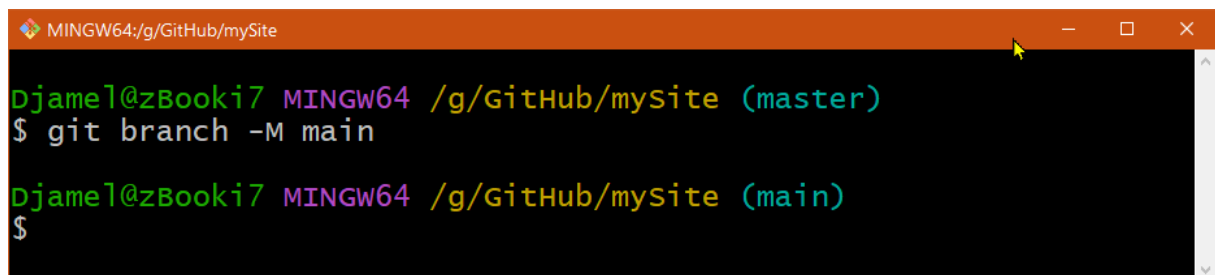 MINGW64:/g/GitHub/mySite
Djamel@zBooki7 MINGW64 /g/GitHub/mySite (master)
$ git branch -M main
Djamel@zBooki7 MINGW64 /g/GitHub/mySite (main)
$